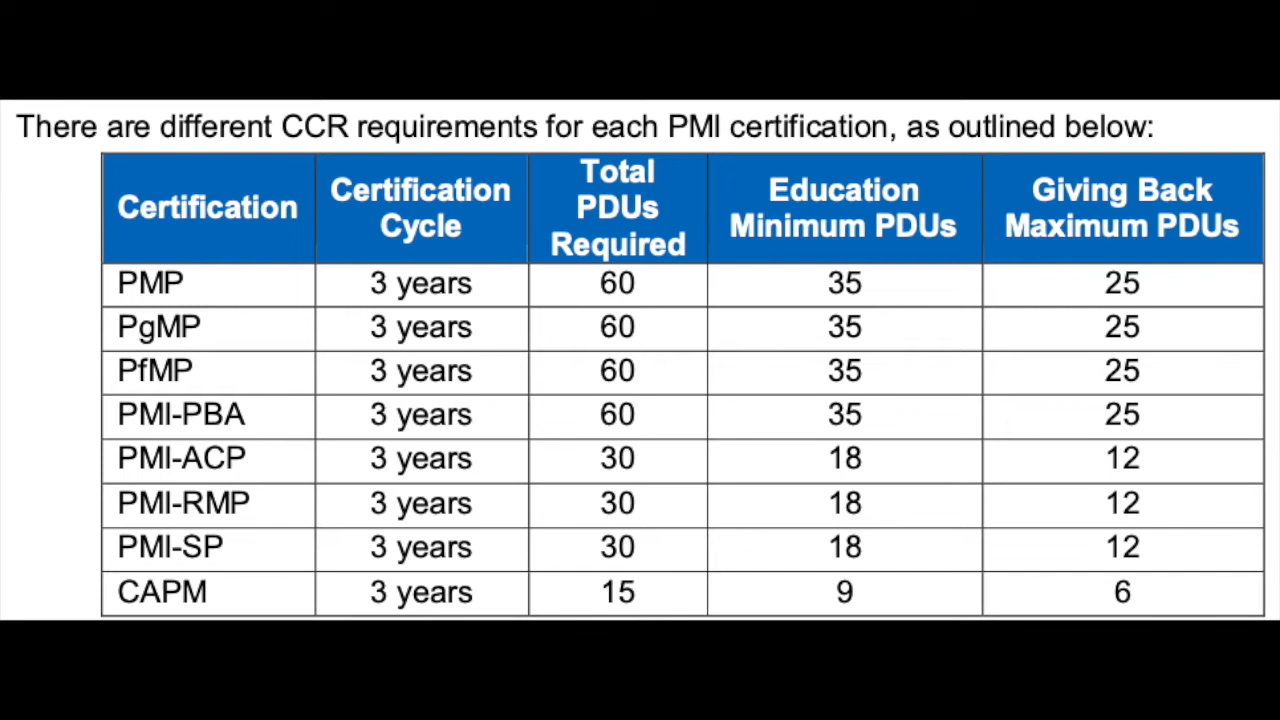 There are different CCR requirements for each PMI certification, as outlined below:
Certification Certification Cycle Total PDUs Required Education Minimum PDUs Giving Back Maximum PDUs
PMP 3 years 60 35 25
PgMP 3 years 60 35 25
PfMP 3 years 60 35 25
PMI-PBA 3 years 60 35 25
PMI-ACP 3 years 30 18 12
PMI-RMP 3 years 30 18 12
PMI-SP 3 years 30 18 12
CAPM 3 years 15 9 6